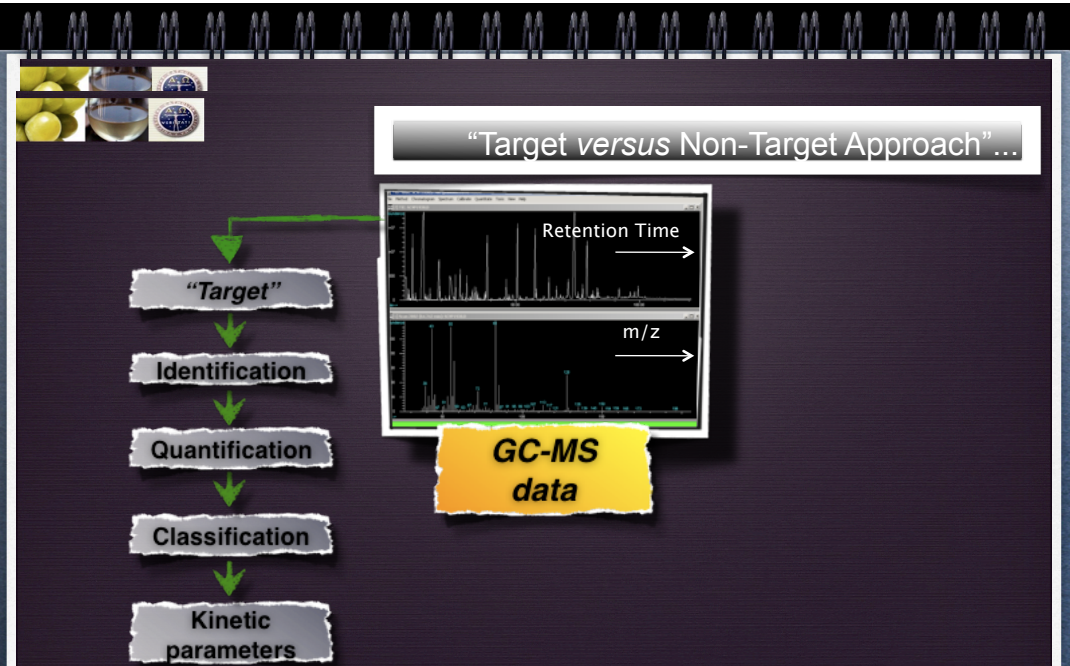 “Target versus Non-Target Approach”...
Retention Time
m/z
GC-MS
data
“Target”
Identification
Quantification
Classification
Kinetic
parameters